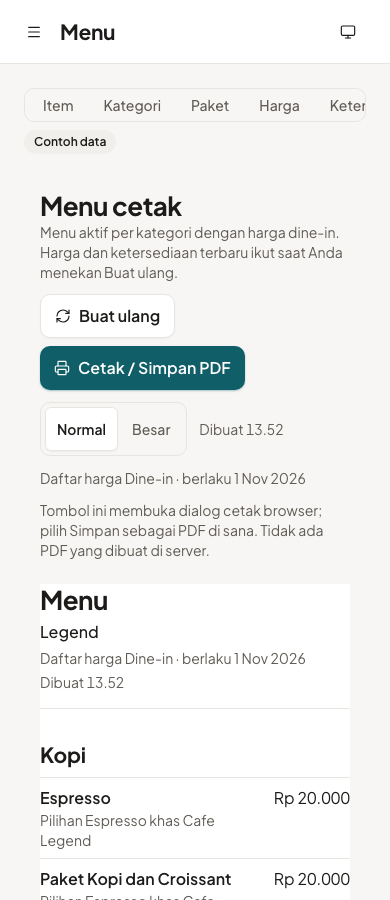 Menu
Item Kategori Paket Harga Keter
Contoh data
Menu cetak
Menu aktif per kategori dengan harga dine-in.
Harga dan ketersediaan terbaru ikut saat Anda
menekan Buat ulang.
Buat ulang
Cetak / Simpan PDF
Normal Besar Dibuat 13.52
Daftar harga Dine-in · berlaku 1 Nov 2026
Tombol ini membuka dialog cetak browser;
pilih Simpan sebagai PDF di sana. Tidak ada
PDF yang dibuat di server.
Menu
Legend
Daftar harga Dine-in · berlaku 1 Nov 2026
Dibuat 13.52
Kopi
Espresso Rp 20.000
Pilihan Espresso khas Cafe
Legend
Paket Kopi dan Croissant Rp 20.000
Pilihan Espresso khas Cafe